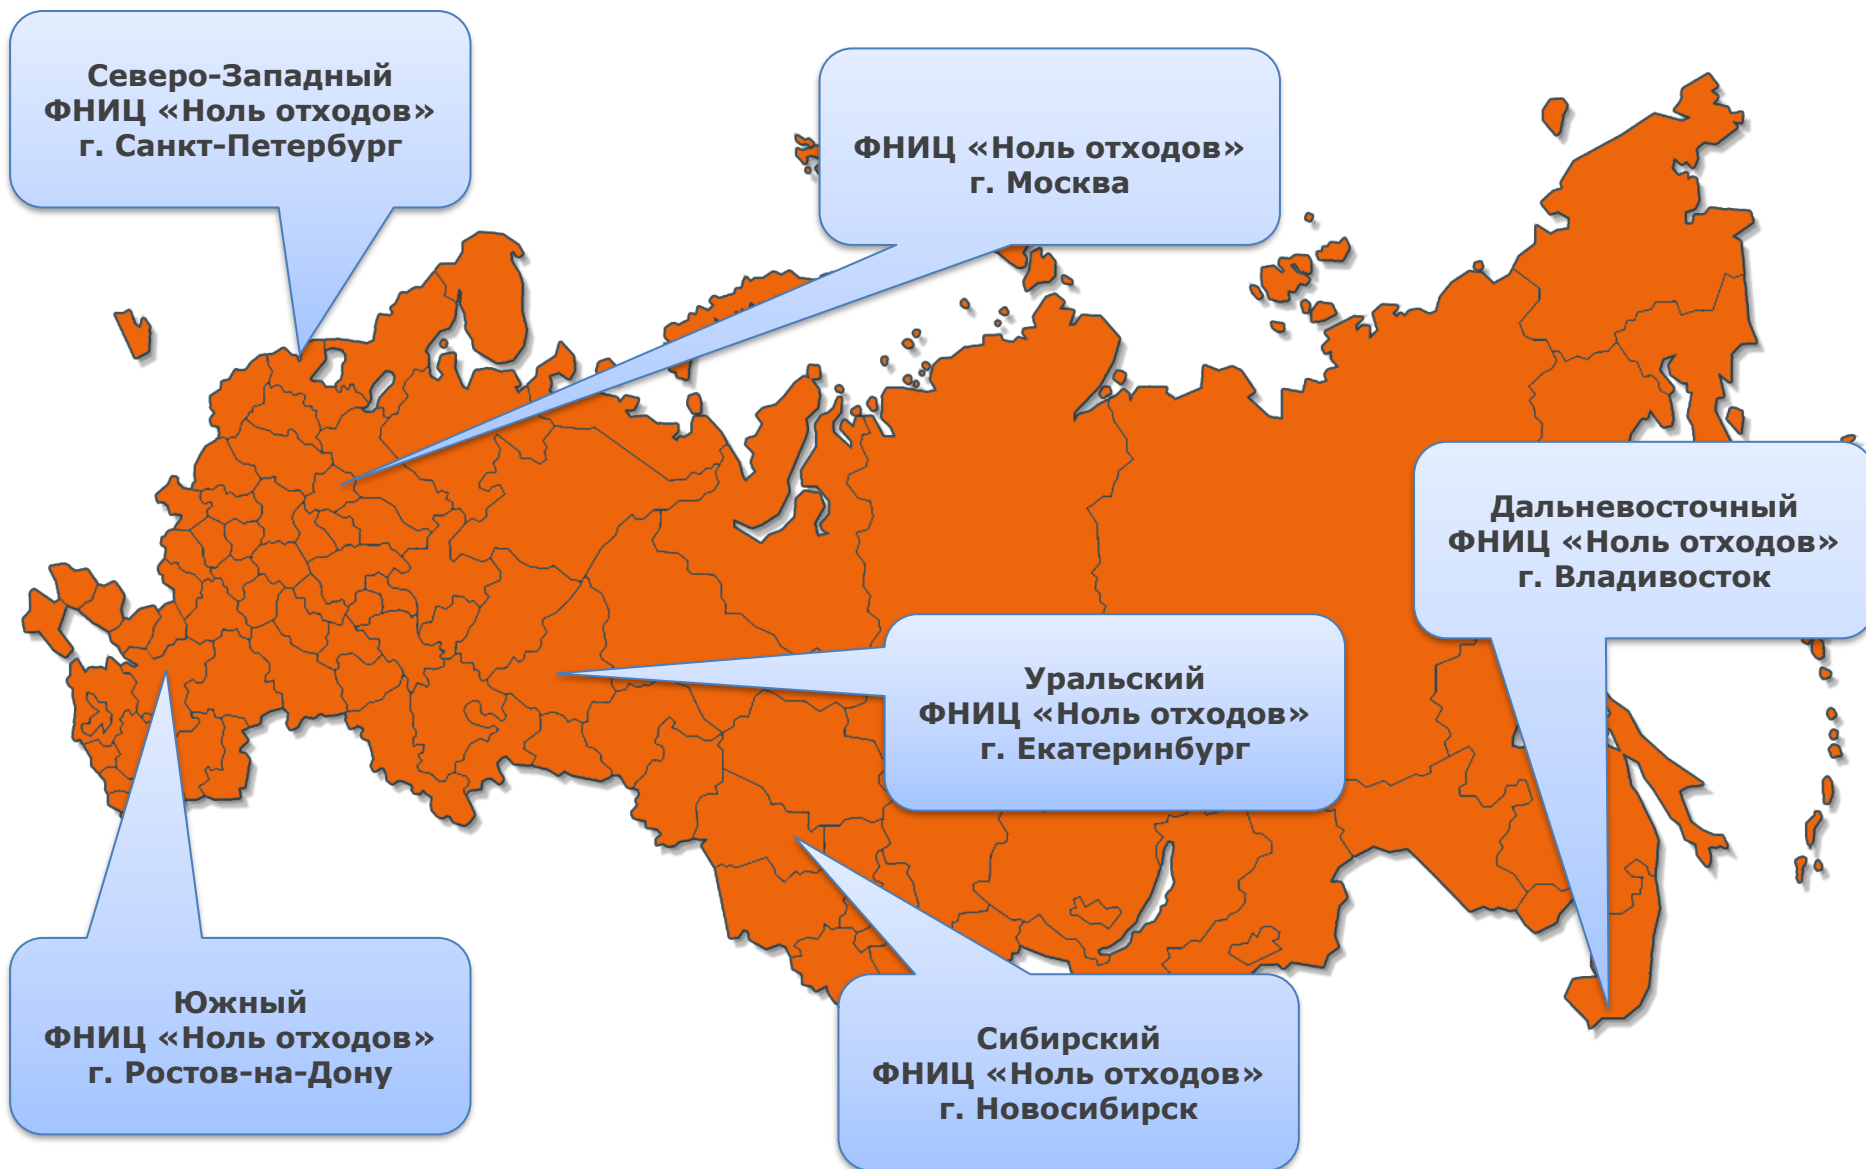 Северо-Западный
ФНИЦ «Ноль отходов»
г. Санкт-Петербург
ФНИЦ «Ноль отходов»
г. Москва
Дальневосточный
ФНИЦ «Ноль отходов»
г. Владивосток
Уральский
ФНИЦ «Ноль отходов»
г. Екатеринбург
Южный
ФНИЦ «Ноль отходов»
г. Ростов-на-Дону
Сибирский
ФНИЦ «Ноль отходов»
г. Новосибирск